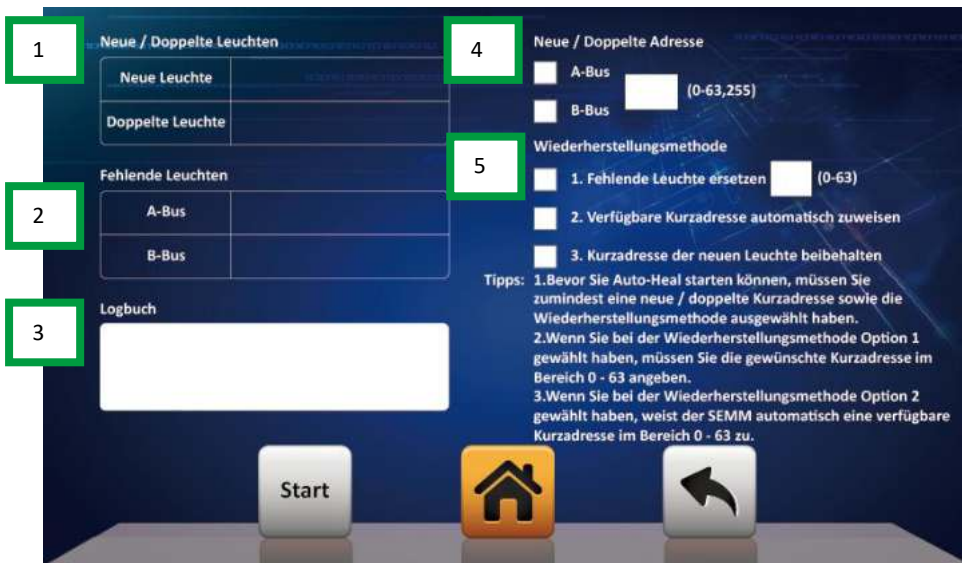 1
Neue / Doppelte Leuchten
Neue Leuchte
Doppelte Leuchte
2
Fehlende Leuchten
A-Bus
B-Bus
3
Logbuch
4
Neue / Doppelte Adresse
A-Bus
(0-63,255)
B-Bus
5
Wiederherstellungsmethode
1. Fehlende Leuchte ersetzen (0-63)
2. Verfügbare Kurzadresse automatisch zuweisen
3. Kurzadresse der neuen Leuchte beibehalten
Tipps: 1.Bevor Sie Auto-Heal starten können, müssen Sie
zumindest eine neue / doppelte Kurzadresse sowie die
Wiederherstellungsmethode ausgewählt haben.
2.Wenn Sie bei der Wiederherstellungsmethode Option 1
gewählt haben, müssen Sie die gewünschte Kurzadresse im
Bereich 0 - 63 angeben.
3.Wenn Sie bei der Wiederherstellungsmethode Option 2
gewählt haben, weist der SEMM automatisch eine verfügbare
Kurzadresse im Bereich 0 - 63 zu.
Start